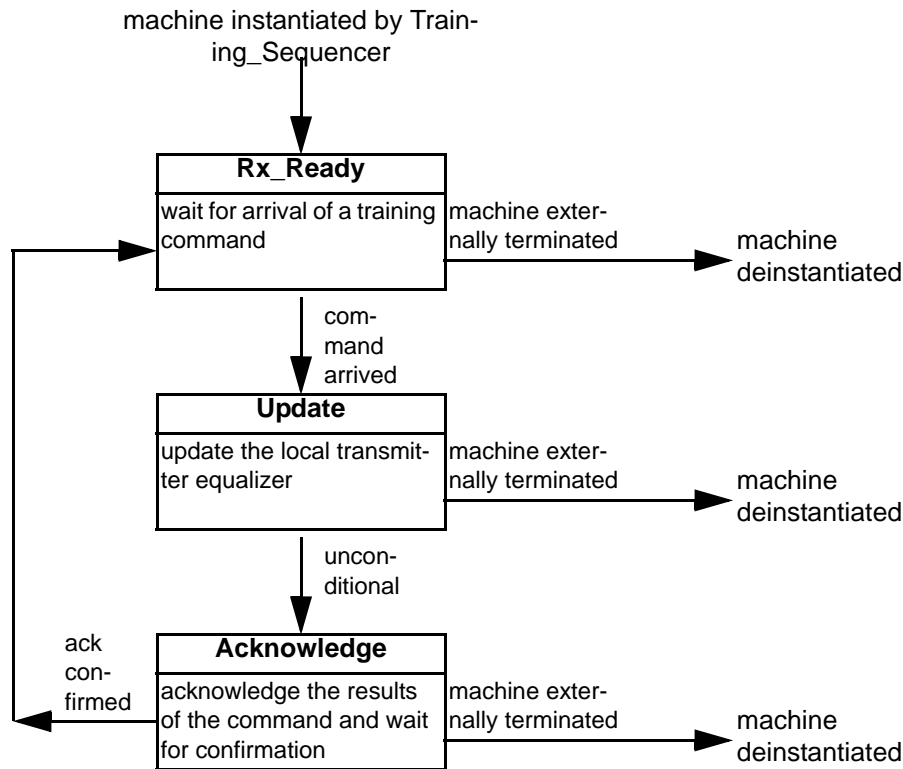 machine instantiated by Train-
ing_Sequencer
Rx_Ready
wait for arrival of a training
command
machine exter-
nally terminated
machine
deinstantiated
com-
mand
arrived
Update
update the local transmit-
ter equalizer
machine exter-
nally terminated
machine
deinstantiated
uncon-
ditional
ack
con-
firmed
Acknowledge
acknowledge the results
of the command and wait
for confirmation
machine exter-
nally terminated
machine
deinstantiated